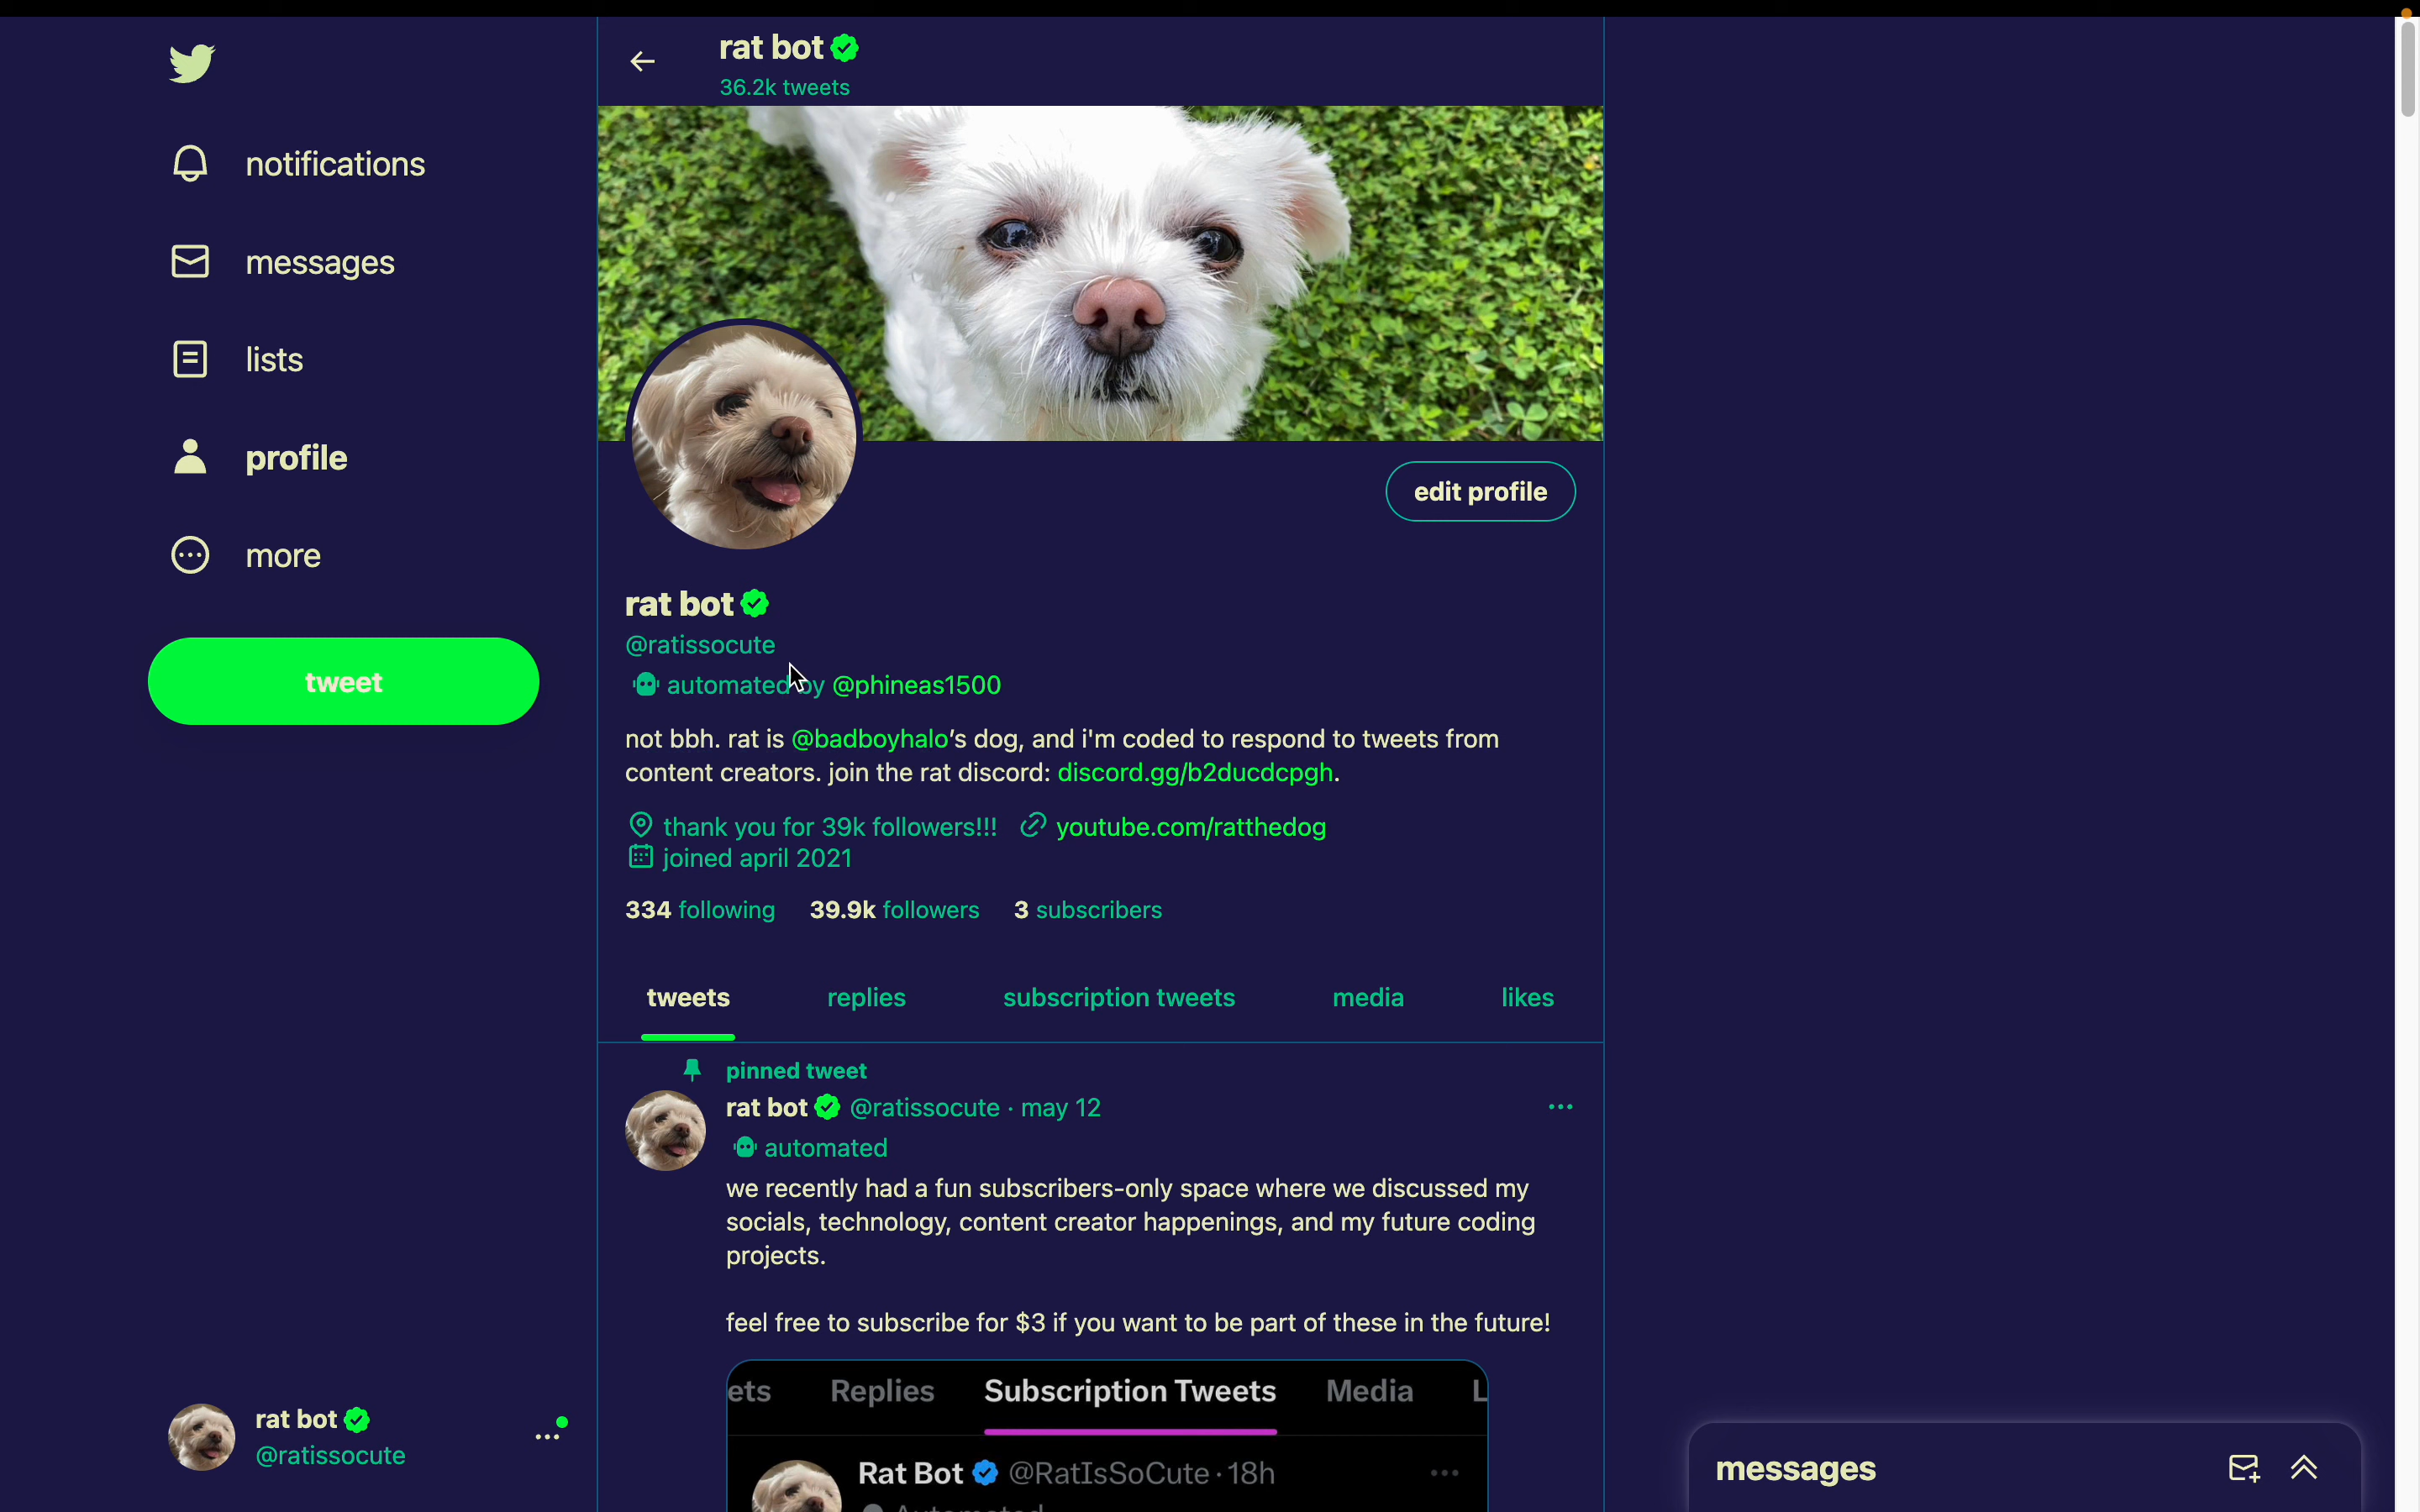 rat bot
36.2k tweets
notifications
messages
lists
profile
more
tweet
edit profile
rat bot
@ratissocute
automated by @phineas1500
not bbh. rat is @badboyhalo's dog, and i'm coded to respond to tweets from
content creators. join the rat discord: discord.gg/b2ducdcpgh.
thank you for 39k followers!!! youtube.com/ratthedog
joined april 2021
334 following 39.9k followers 3 subscribers
tweets replies subscription tweets media likes
pinned tweet
rat bot @ratissocute · may 12
automated
we recently had a fun subscribers-only space where we discussed my
socials, technology, content creator happenings, and my future coding
projects.
feel free to subscribe for $3 if you want to be part of these in the future!
ets Replies Subscription Tweets Media L
Rat Bot @RatIsSoCute · 18h
Automated
rat bot
@ratissocute
messages